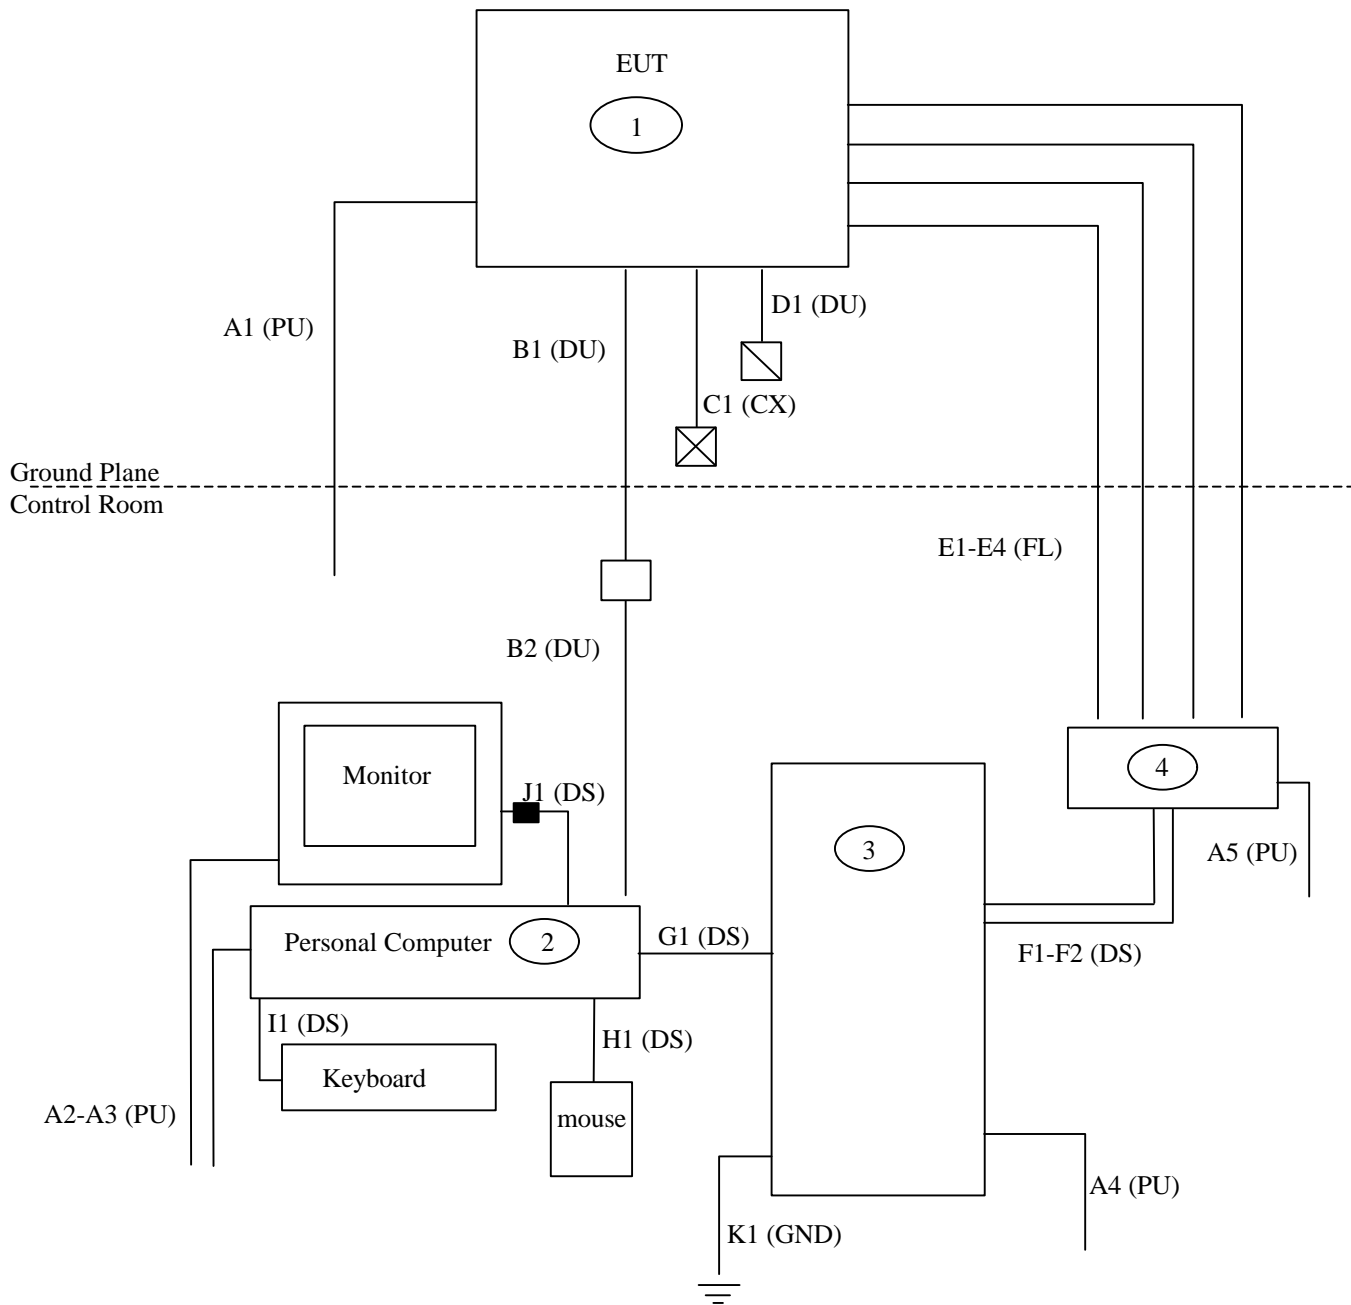 EUT
1
D1 (DU)
A1 (PU)
B1 (DU)
C1 (CX)
Ground Plane
Control Room
E1-E4 (FL)
B2 (DU)
Monitor
J1 (DS)
4
3
A5 (PU)
Personal Computer
2
G1 (DS)
F1-F2 (DS)
I1 (DS)
H1 (DS)
Keyboard
A2-A3 (PU)
mouse
A4 (PU)
K1 (GND)